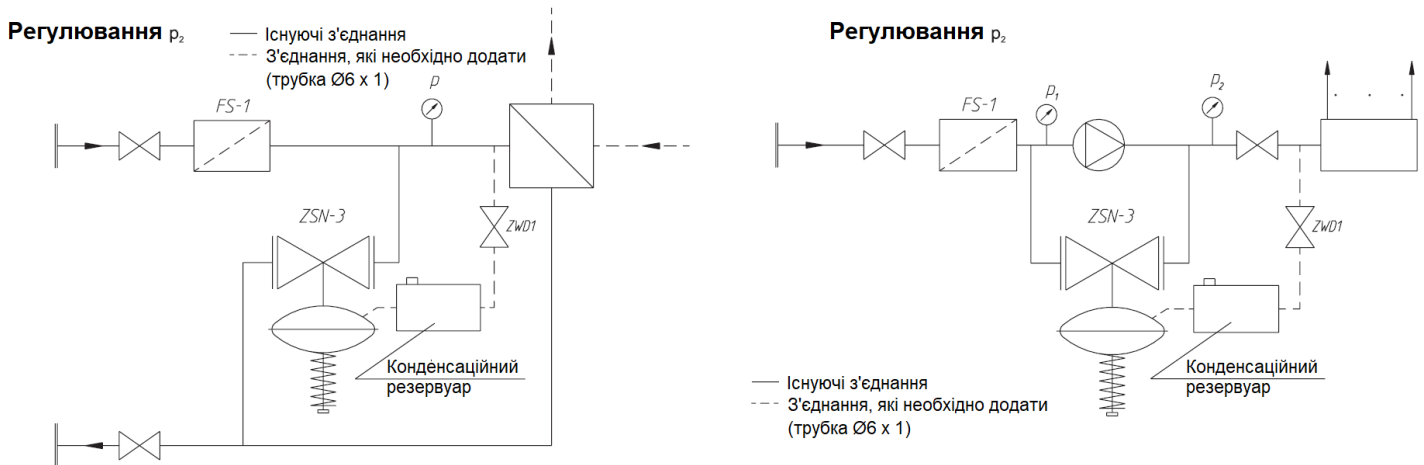 Регулювання p₂
Існуючі з'єднання
З'єднання, які необхідно додати
(трубка Ø6 x 1)
p
FS-1
ZSN-3
ZWD1
Конденсаційний
резервуар
Регулювання p₂
FS-1
p₁
p₂
ZSN-3
ZWD1
Конденсаційний
резервуар
Існуючі з'єднання
З'єднання, які необхідно додати
(трубка Ø6 x 1)